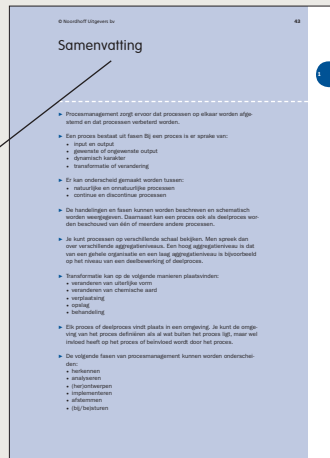 © Noordhoff Uitgevers bv 43
Samenvatting
1
► Procesmanagement zorgt ervoor dat processen op elkaar worden afge-
stemd en dat processen verbeterd worden.
► Een proces bestaat uit fasen Bij een proces is er sprake van:
• input en output
• gewenste of ongewenste output
• dynamisch karakter
• transformatie of verandering
► Er kan onderscheid gemaakt worden tussen:
• natuurlijke en onnatuurlijke processen
• continue en discontinue processen
► De handelingen en fasen kunnen worden beschreven en schematisch
worden weergegeven. Daarnaast kan een proces ook als deelproces wor-
den beschouwd van één of meerdere andere processen.
► Je kunt processen op verschillende schaal bekijken. Men spreekt dan
over verschillende aggregatieniveaus. Een hoog aggregatieniveau is dat
van een gehele organisatie en een laag aggregatieniveau is bijvoorbeeld
op het niveau van een deelbewerking of deelproces.
► Transformatie kan op de volgende manieren plaatsvinden:
• veranderen van uiterlijke vorm
• veranderen van chemische aard
• verplaatsing
• opslag
• behandeling
► Elk proces of deelproces vindt plaats in een omgeving. Je kunt de omge-
ving van het proces definiëren als al wat buiten het proces ligt, maar wel
invloed heeft op het proces of beïnvloed wordt door het proces.
► De volgende fasen van procesmanagement kunnen worden onderschei-
den:
• herkennen
• analyseren
• (her)ontwerpen
• implementeren
• afstemmen
• (bij/be)sturen